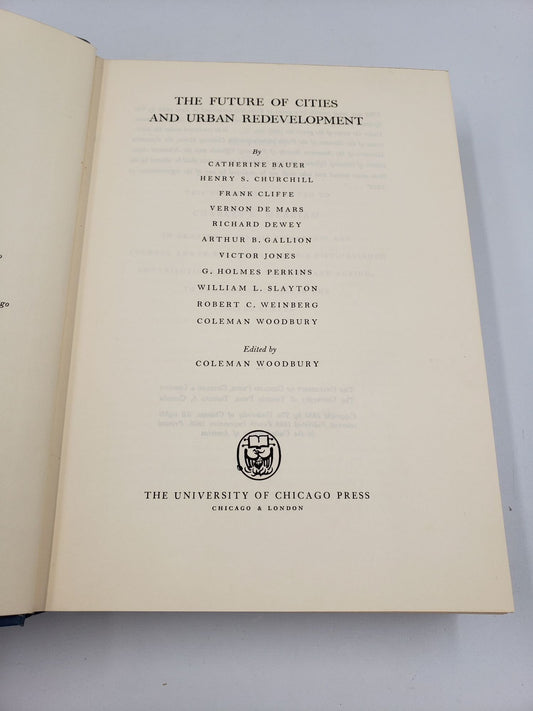 THE FUTURE OF CITIES
AND URBAN REDEVELOPMENT
By
CATHERINE BAUER
HENRY S. CHURCHILL
FRANK CLIFFE
VERNON DE MARS
RICHARD DEWEY
ARTHUR B. GALLION
VICTOR JONES
G. HOLMES PERKINS
WILLIAM L. SLAYTON
ROBERT C. WEINBERG
COLEMAN WOODBURY
Edited by
COLEMAN WOODBURY
THE UNIVERSITY OF CHICAGO PRESS
CHICAGO & LONDON